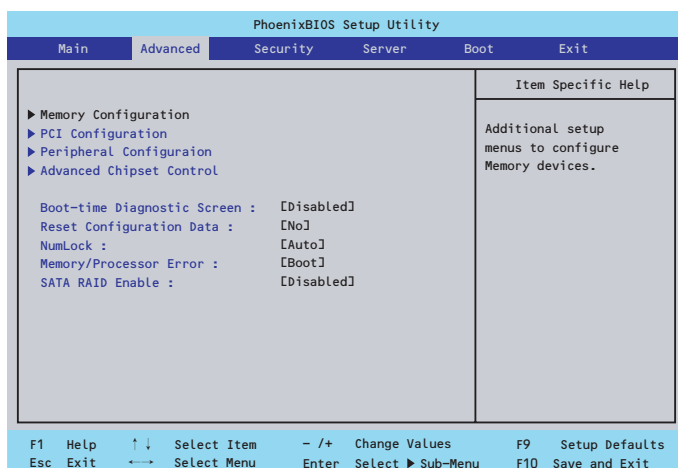 PhoenixBIOS Setup Utility
Main Advanced Security Server Boot Exit
Item Specific Help
▶ Memory Configuration
▶ PCI Configuration
▶ Peripheral Configuraion
▶ Advanced Chipset Control
Additional setup
menus to configure
Memory devices.
Boot-time Diagnostic Screen : [Disabled]
Reset Configuration Data : [No]
NumLock : [Auto]
Memory/Processor Error : [Boot]
SATA RAID Enable : [Disabled]
F1 Help ↑↓ Select Item - /+ Change Values F9 Setup Defaults
Esc Exit ←→ Select Menu Enter Select ▶ Sub-Menu F10 Save and Exit